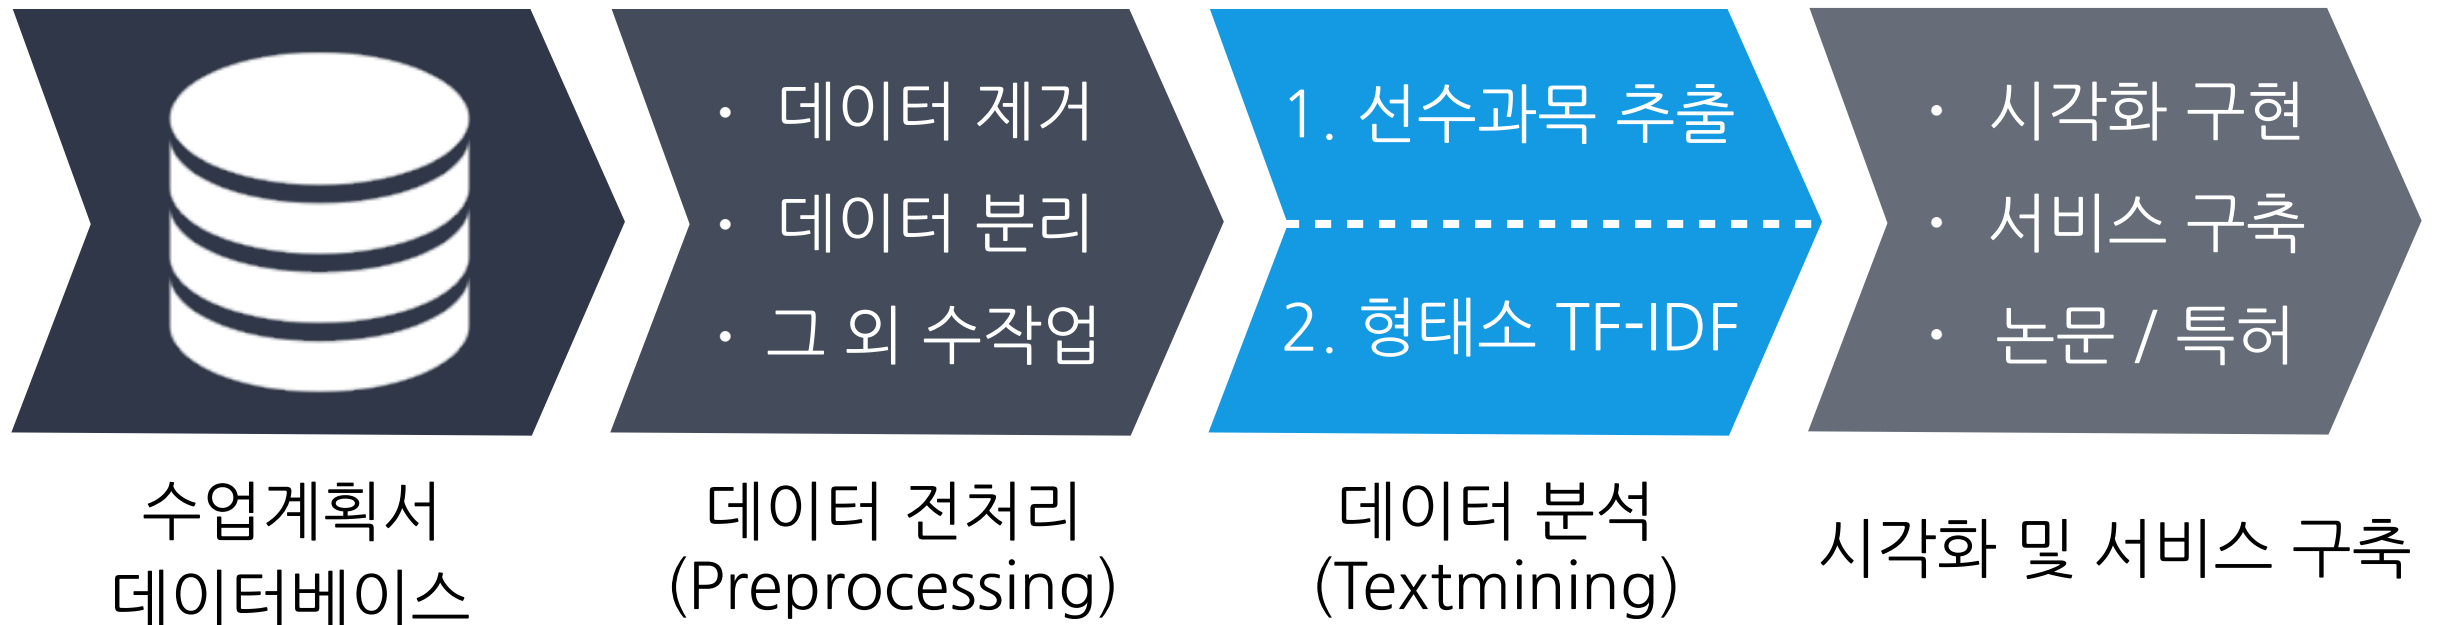 • 데이터 제거
• 데이터 분리
• 그 외 수작업
1. 선수과목 추출
2. 형태소 TF-IDF
• 시각화 구현
• 서비스 구축
• 논문 / 특허
수업계획서
데이터베이스
데이터 전처리
(Preprocessing)
데이터 분석
(Textmining)
시각화 및 서비스 구축